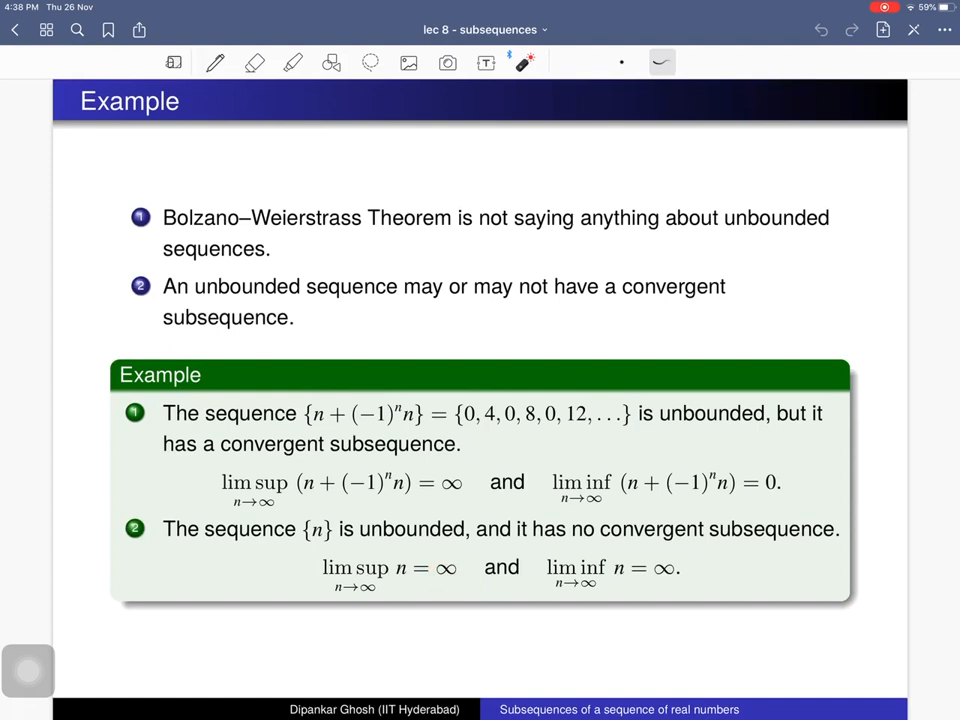 4:38 PM Thu 26 Nov
59%
lec 8 - subsequences
T
Example
1 Bolzano–Weierstrass Theorem is not saying anything about unbounded
sequences.
2 An unbounded sequence may or may not have a convergent
subsequence.
Example
1 The sequence {n + (−1)ⁿn} = {0, 4, 0, 8, 0, 12, . . .} is unbounded, but it
has a convergent subsequence.
lim sup (n + (−1)ⁿn) = ∞ and lim inf (n + (−1)ⁿn) = 0.
n→∞ n→∞
2 The sequence {n} is unbounded, and it has no convergent subsequence.
lim sup n = ∞ and lim inf n = ∞.
n→∞ n→∞
Dipankar Ghosh (IIT Hyderabad) Subsequences of a sequence of real numbers